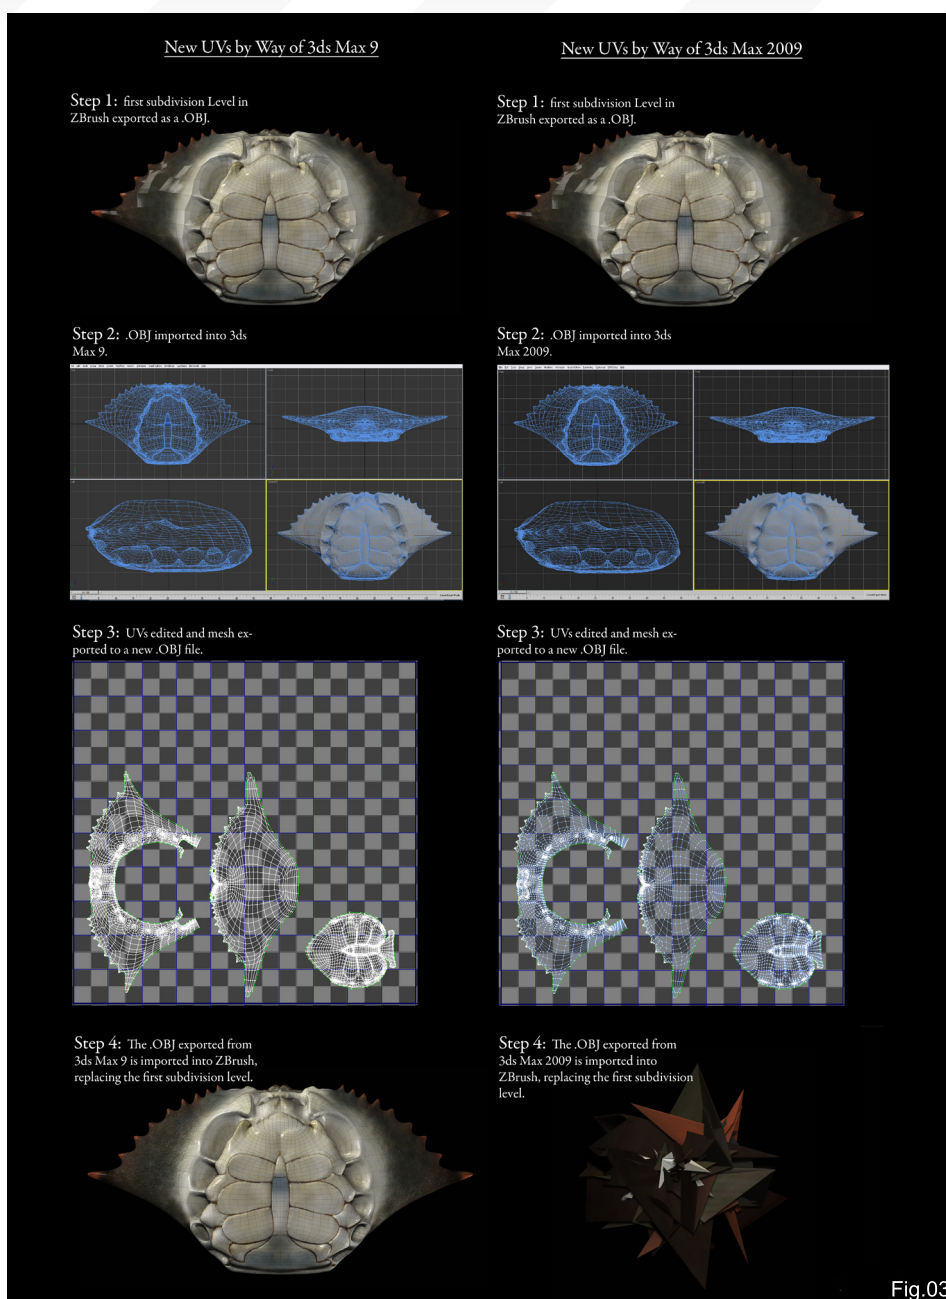 New UVs by Way of 3ds Max 9
Step 1: first subdivision Level in
ZBrush exported as a .OBJ.
Step 2: .OBJ imported into 3ds
Max 9.
Step 3: UVs edited and mesh ex-
ported to a new .OBJ file.
Step 4: The .OBJ exported from
3ds Max 9 is imported into ZBrush,
replacing the first subdivision level.
New UVs by Way of 3ds Max 2009
Step 1: first subdivision Level in
ZBrush exported as a .OBJ.
Step 2: .OBJ imported into 3ds
Max 2009.
Step 3: UVs edited and mesh ex-
ported to a new .OBJ file.
Step 4: The .OBJ exported from
3ds Max 2009 is imported into
ZBrush, replacing the first subdivision
level.
Fig.03